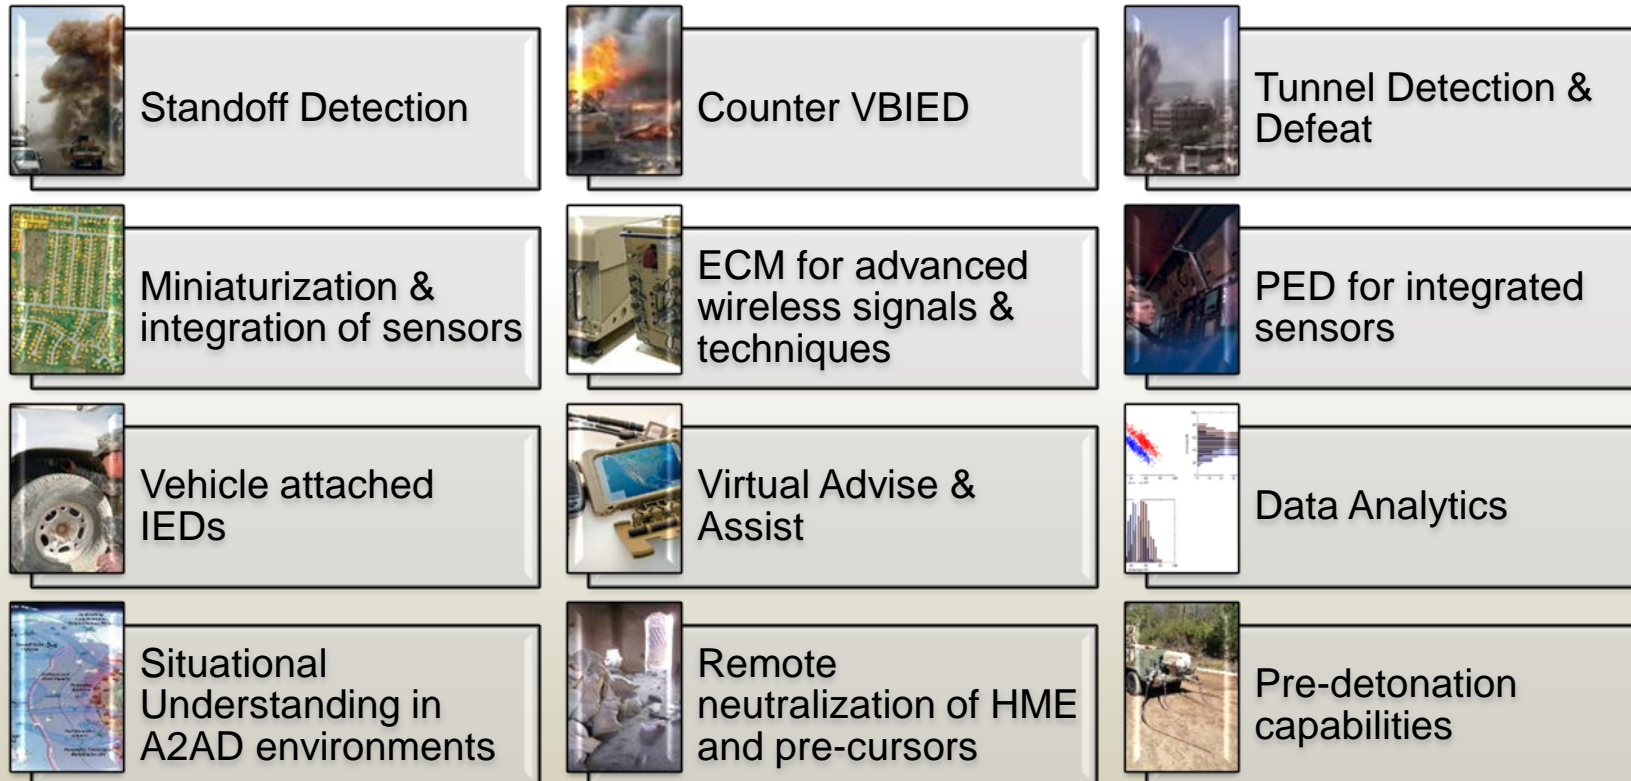 Standoff Detection
Counter VBIED
Tunnel Detection &
Defeat
Miniaturization &
integration of sensors
ECM for advanced
wireless signals &
techniques
PED for integrated
sensors
Vehicle attached
IEDs
Virtual Advise &
Assist
Data Analytics
Situational
Understanding in
A2AD environments
Remote
neutralization of HME
and pre-cursors
Pre-detonation
capabilities